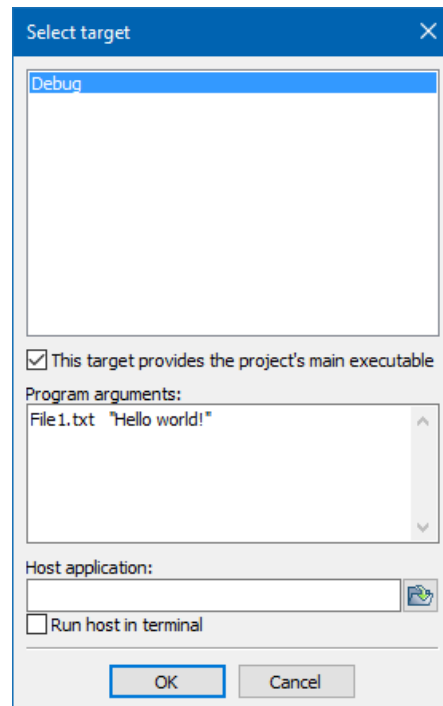 Select target
Debug
This target provides the project's main executable
Program arguments:
File1.txt "Hello world!"
Host application:
Run host in terminal
OK
Cancel